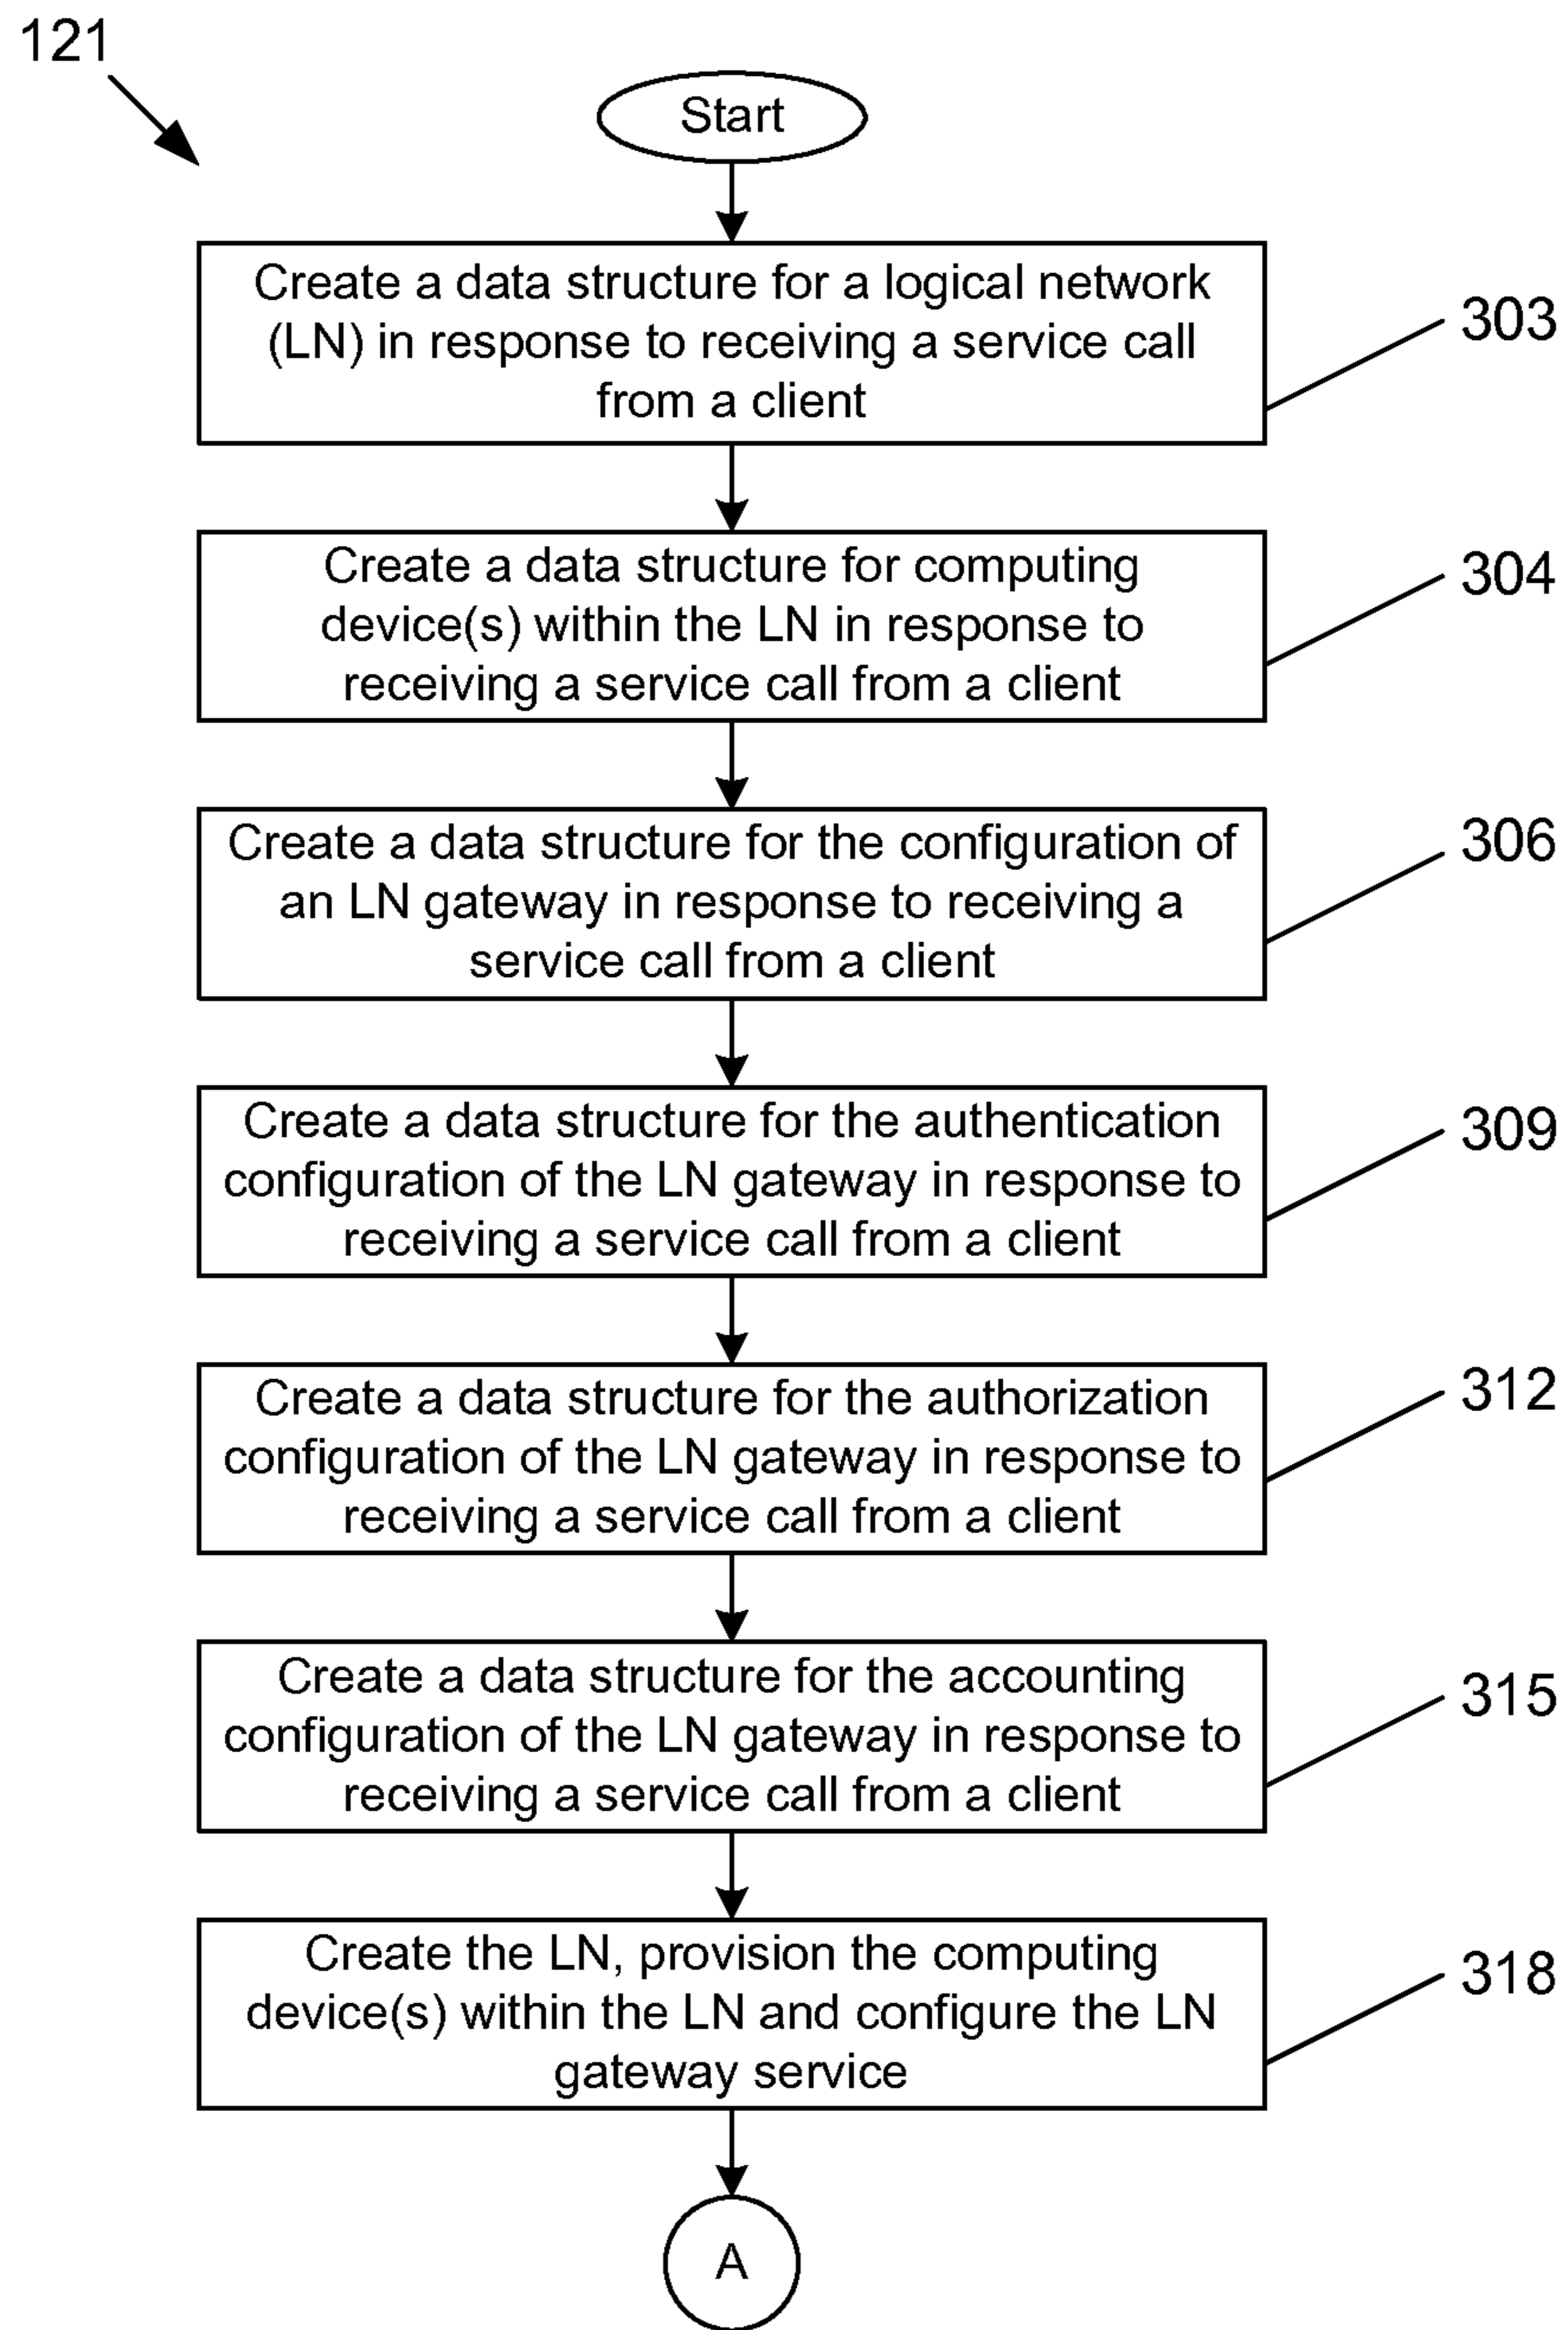 121
Start
Create a data structure for a logical network
(LN) in response to receiving a service call
from a client
303
Create a data structure for computing
device(s) within the LN in response to
receiving a service call from a client
304
Create a data structure for the configuration of
an LN gateway in response to receiving a
service call from a client
306
Create a data structure for the authentication
configuration of the LN gateway in response to
receiving a service call from a client
309
Create a data structure for the authorization
configuration of the LN gateway in response to
receiving a service call from a client
312
Create a data structure for the accounting
configuration of the LN gateway in response to
receiving a service call from a client
315
Create the LN, provision the computing
device(s) within the LN and configure the LN
gateway service
318
A